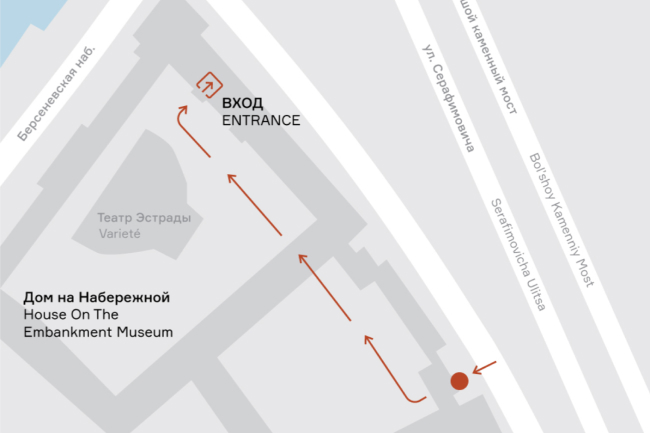 Берсеневская наб.
ВХОД
ENTRANCE
ул. Серафимовича
Serafimovicha Ulitsa
шой каменный мост
Bol'shoy Kamenniy Most
Театр Эстрады
Varieté
Дом на Набережной
House On The
Embankment Museum